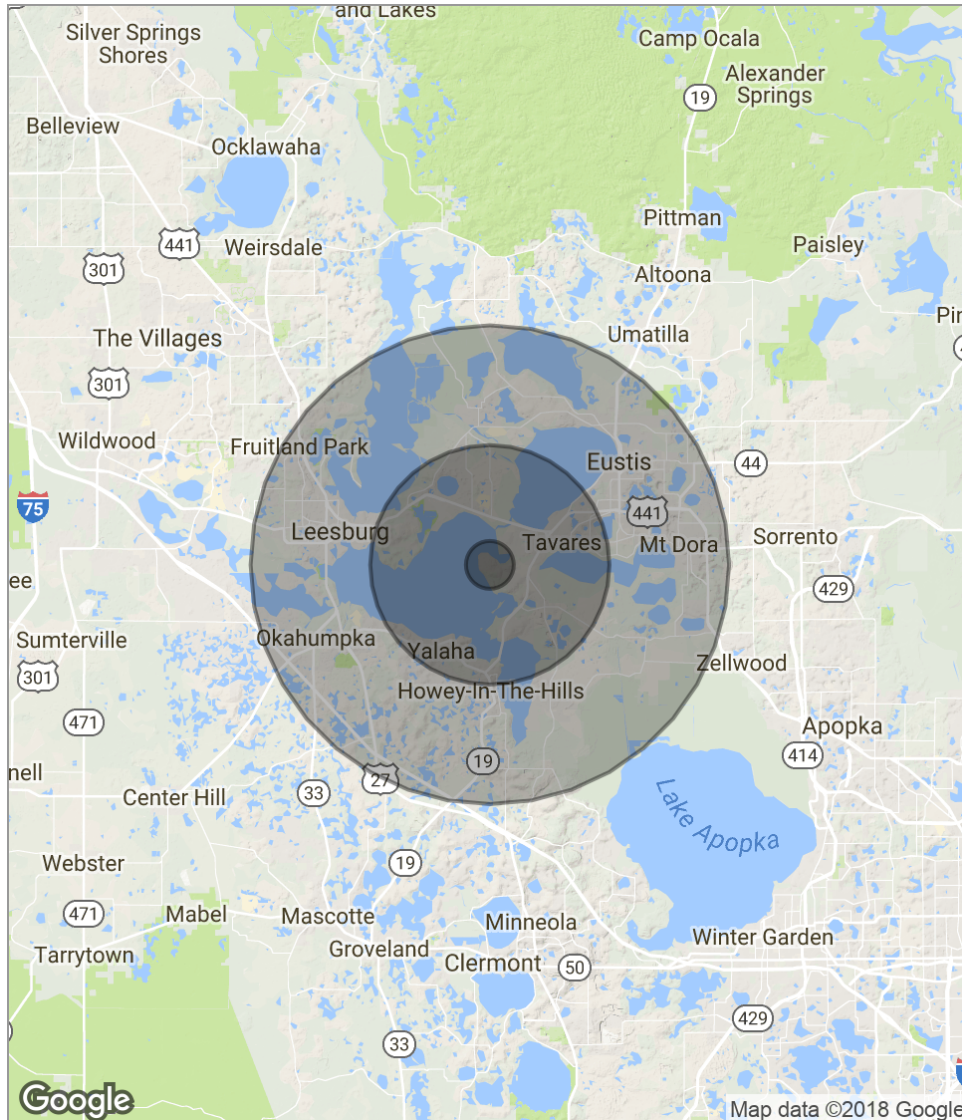 and Lakes
Silver Springs
Shores
Camp Ocala
Alexander
Springs
19
Belleview
Ocklawaha
Pittman
441
Weirsdale
Paisley
301
Altoona
Umatilla
Pin
The Villages
301
Wildwood
Fruitland Park
Eustis
44
75
441
Leesburg
Tavares
Mt Dora
Sorrento
ee
429
Sumterville
Okahumpka
Yalaha
Zellwood
301
Howey-In-The-Hills
471
Apopka
414
19
nell
27
Center Hill
33
Lake Apopka
Webster
19
471
Mabel
Mascotte
Minneola
Groveland
Winter Garden
Tarrytown
Clermont
50
429
33
Google
Map data ©2018 Google